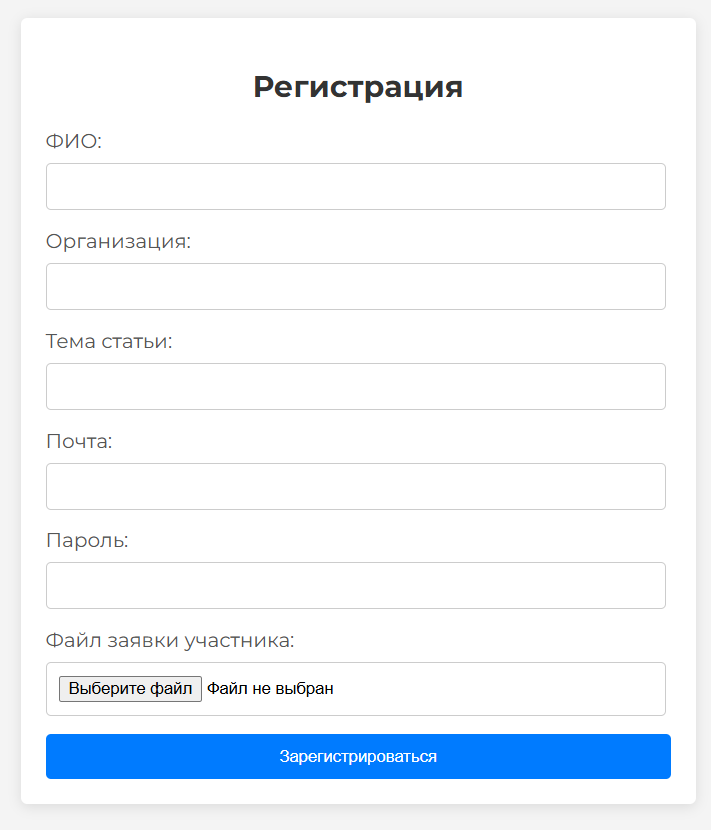 Регистрация
ФИО:
Организация:
Тема статьи:
Почта:
Пароль:
Файл заявки участника:
Выберите файл Файл не выбран
Зарегистрироваться